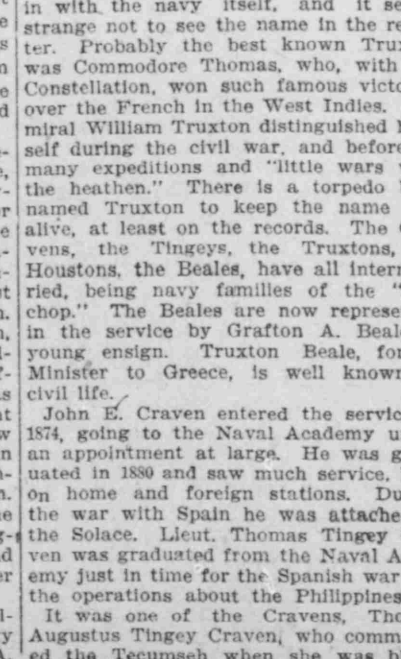 in with the navy itself, and it se
strange not to see the name in the re
ter. Probably the best known Trux
was Commodore Thomas, who, with
Constellation, won such famous victo
over the French in the West Indies.
miral William Truxton distinguished h
self during the civil war, and before
many expeditions and "little wars
the heathen." There is a torpedo
named Truxton to keep the name
alive, at least on the records. The
vens, the Tingeys, the Truxtons,
Houstons, the Beales, have all interm
ried, being navy families of the "
chop." The Beales are now represe
in the service by Grafton A. Beal
young ensign. Truxton Beale, for
Minister to Greece, is well known
civil life.
John E. Craven entered the servic
1874, going to the Naval Academy u
an appointment at large. He was g
uated in 1880 and saw much service,
on home and foreign stations. Du
the war with Spain he was attache
the Solace. Lieut. Thomas Tingey
ven was graduated from the Naval A
emy just in time for the Spanish war
the operations about the Philippines
It was one of the Cravens, Tho
Augustus Tingey Craven, who comm
ed the Tecumseh when she was b